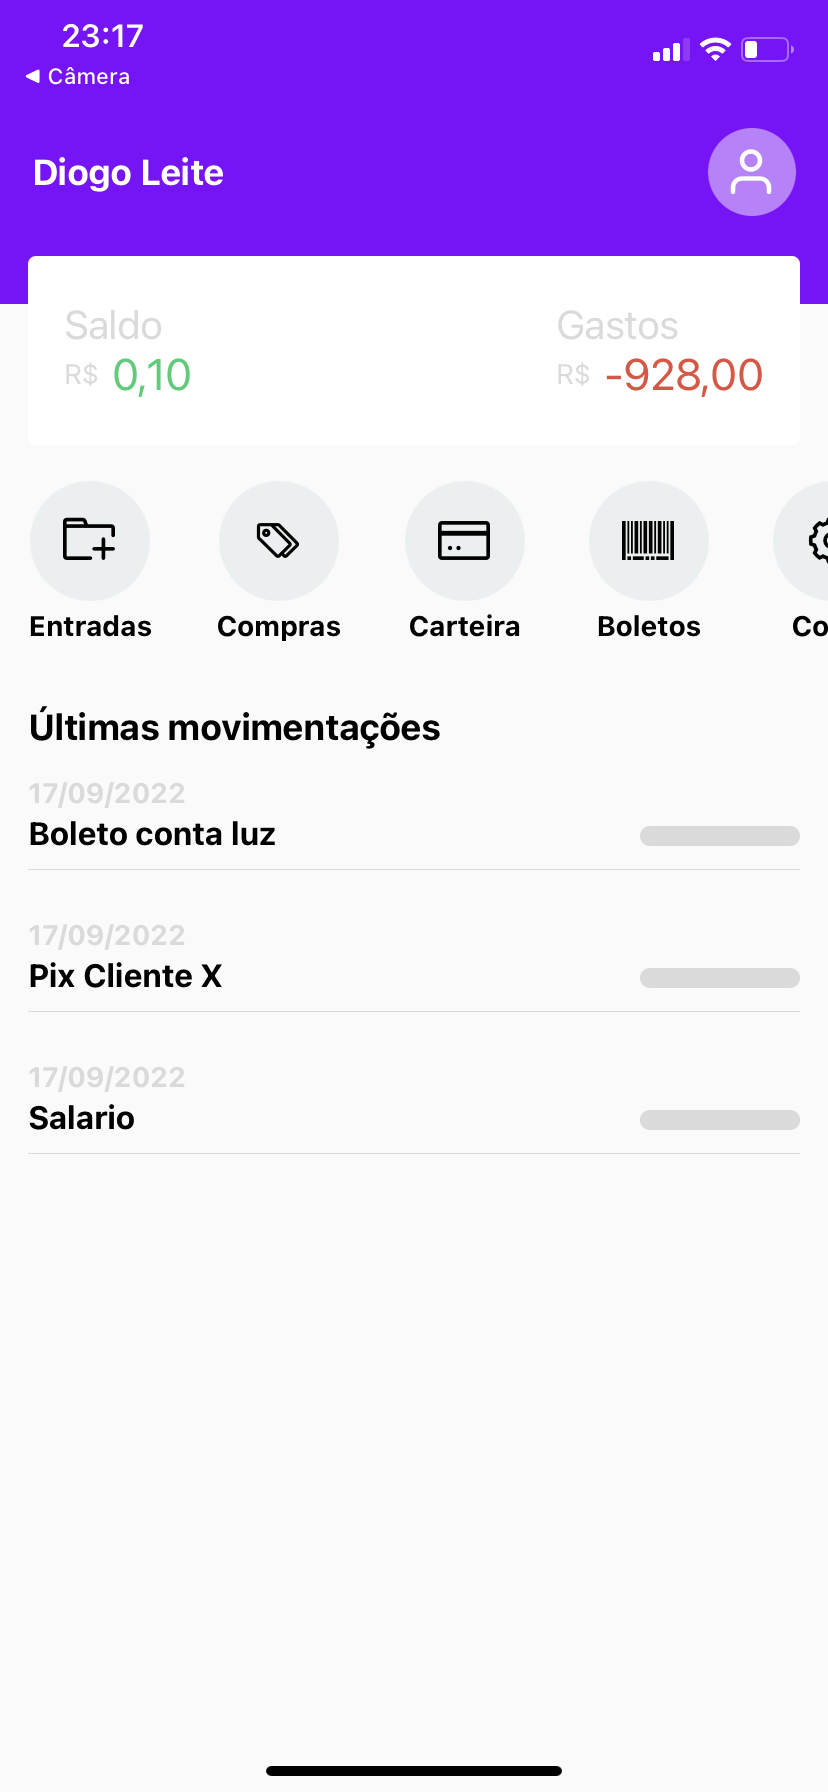 23:17
◀ Câmera
Diogo Leite
Saldo
R$ 0,10
Gastos
R$ -928,00
Entradas
Compras
Carteira
Boletos
Co
Últimas movimentações
17/09/2022
Boleto conta luz
17/09/2022
Pix Cliente X
17/09/2022
Salario